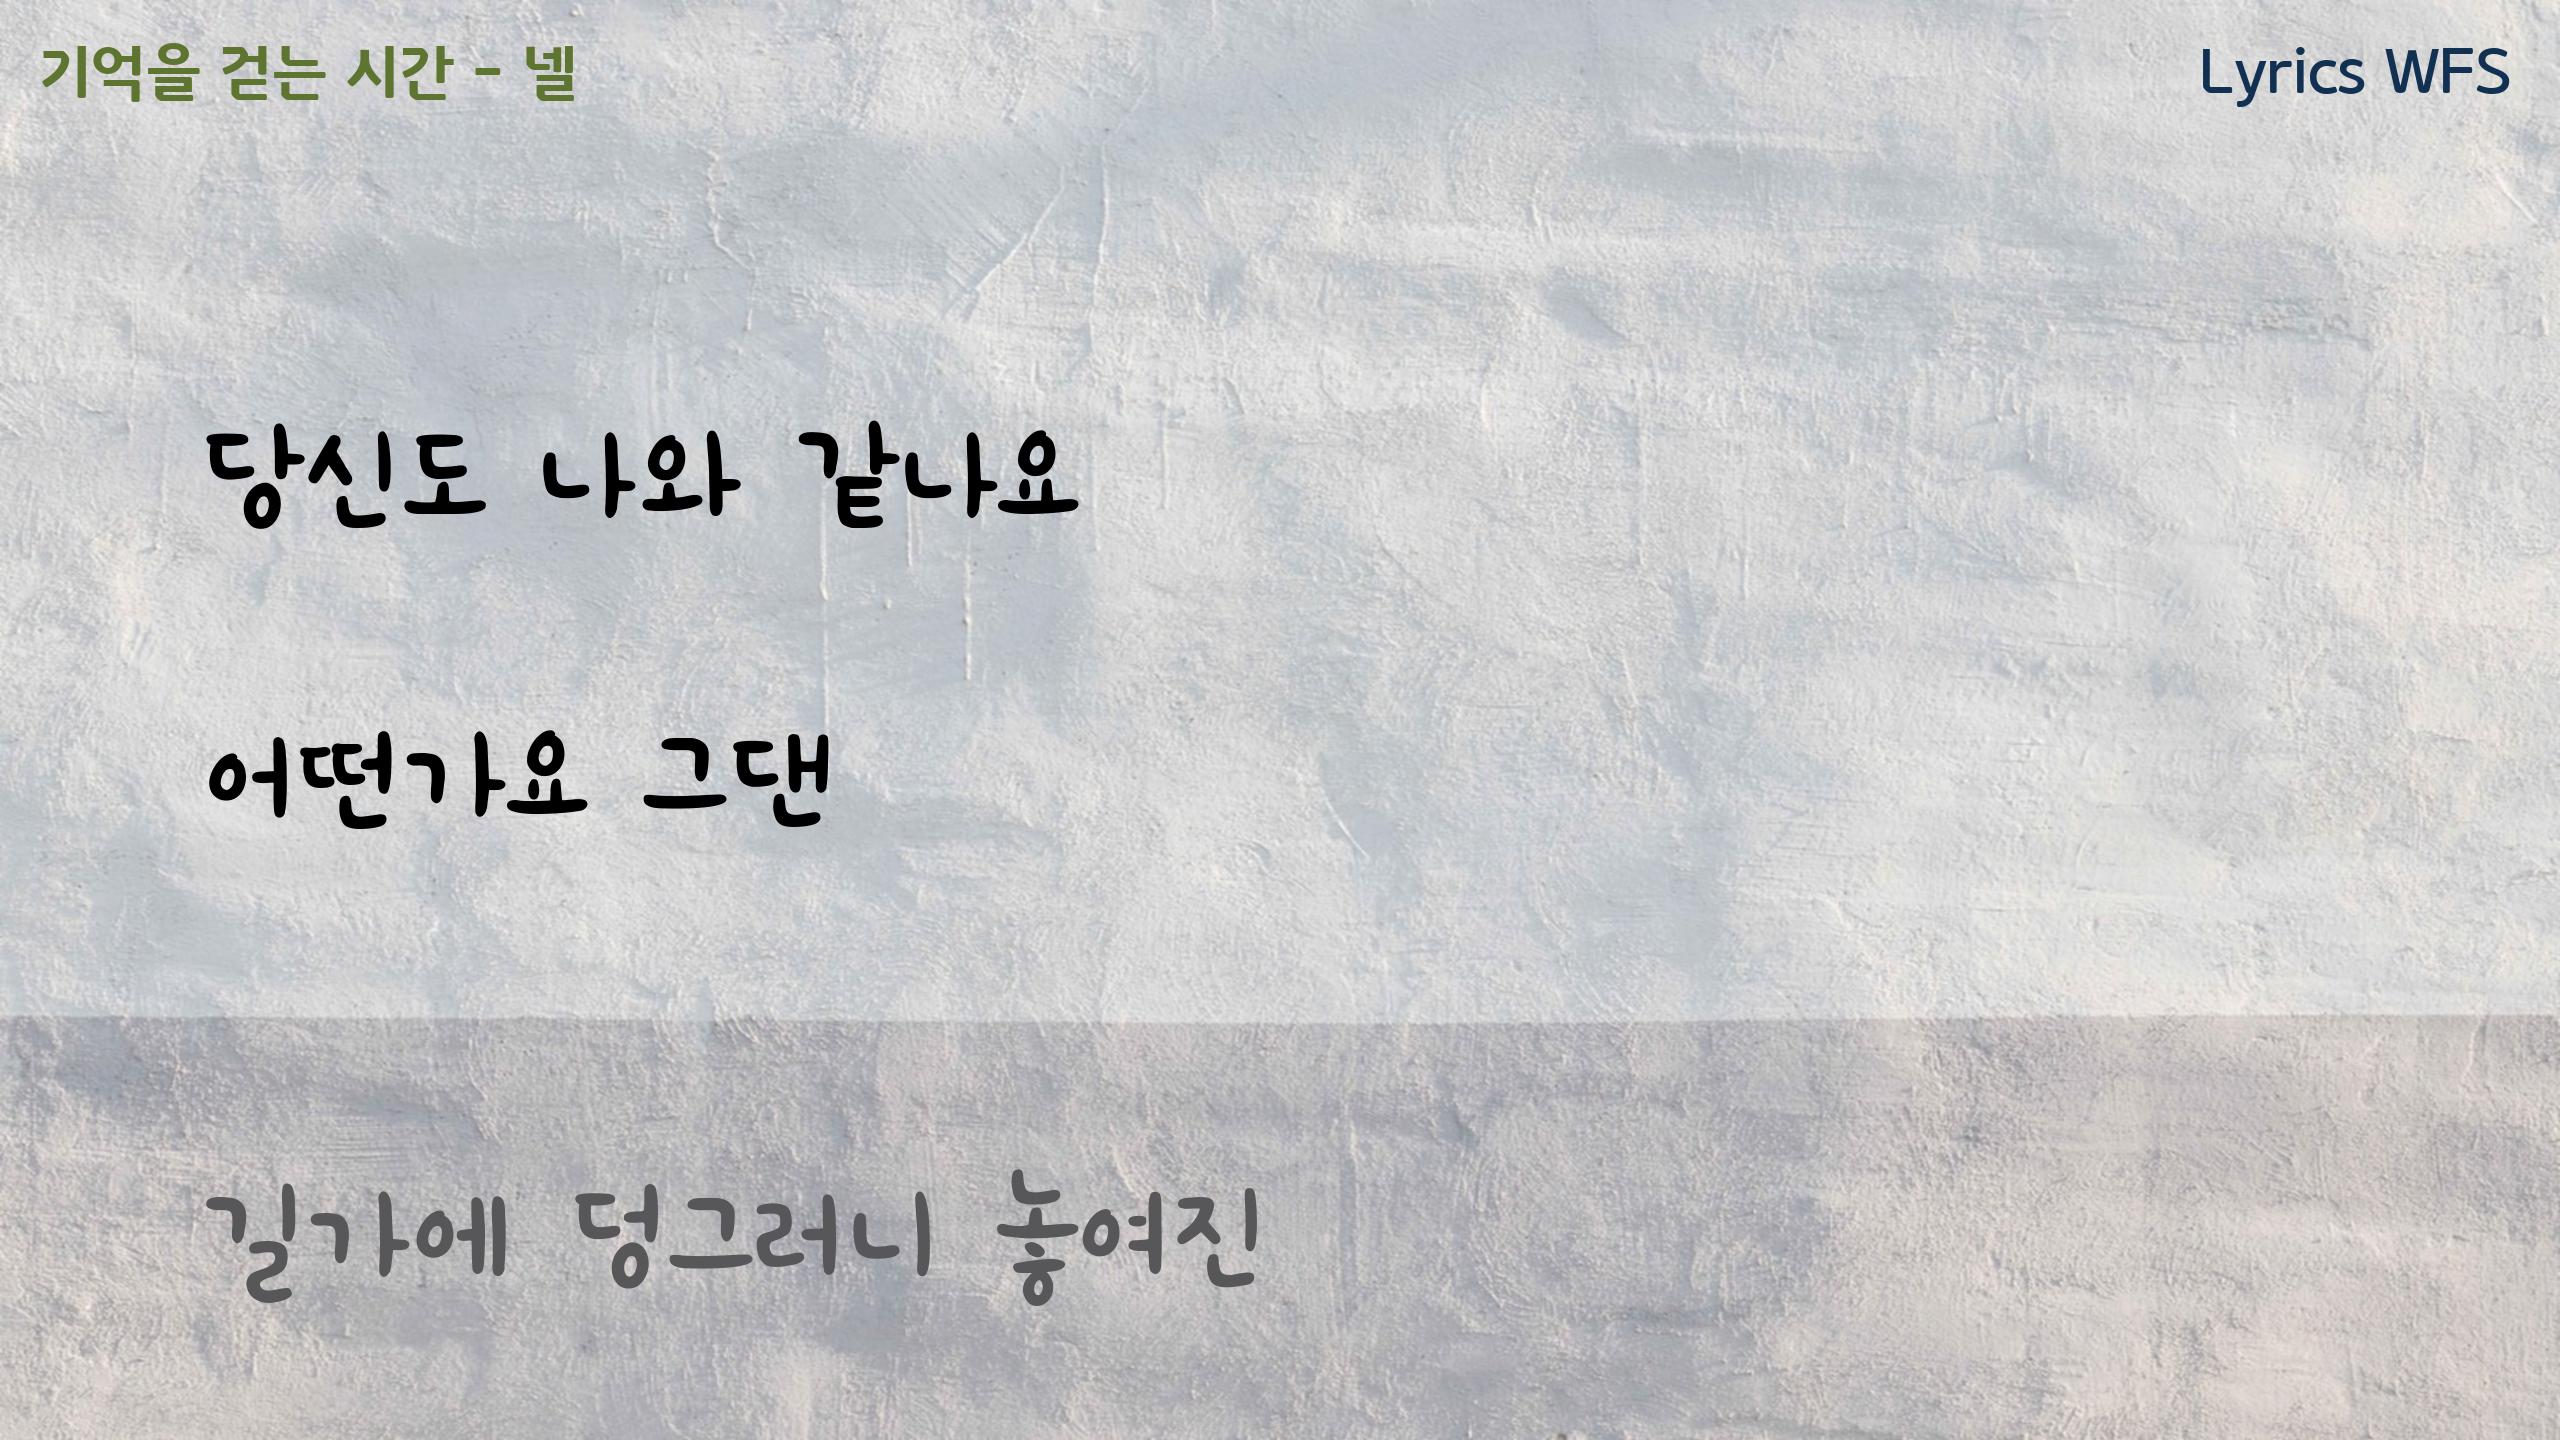 기억을 걷는 시간 - 넬
Lyrics WFS
당신도 나와 같나요
어떤가요 그댄
길가에 덩그러니 놓여진